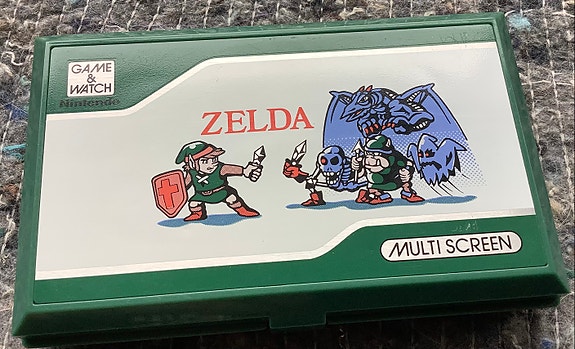 GAME
&
WATCH
Nintendo
ZELDA
MULTI SCREEN